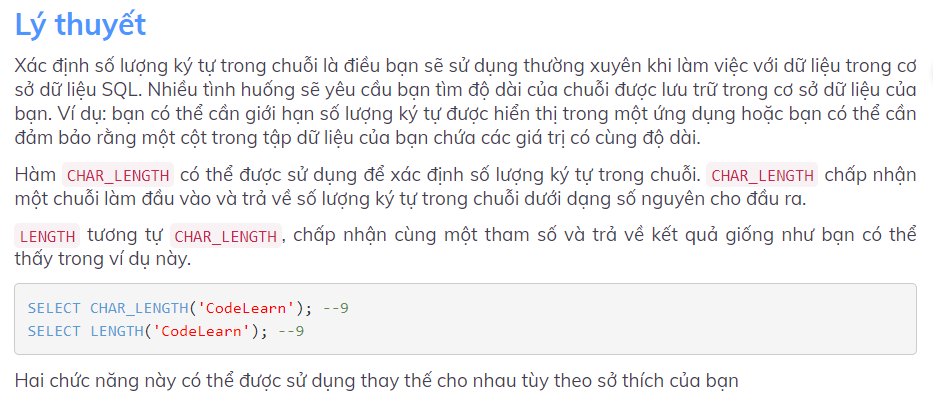 Lý thuyết
Xác định số lượng ký tự trong chuỗi là điều bạn sẽ sử dụng thường xuyên khi làm việc với dữ liệu trong cơ
sở dữ liệu SQL. Nhiều tình huống sẽ yêu cầu bạn tìm độ dài của chuỗi được lưu trữ trong cơ sở dữ liệu của
bạn. Ví dụ: bạn có thể cần giới hạn số lượng ký tự được hiển thị trong một ứng dụng hoặc bạn có thể cần
đảm bảo rằng một cột trong tập dữ liệu của bạn chứa các giá trị có cùng độ dài.
Hàm CHAR_LENGTH có thể được sử dụng để xác định số lượng ký tự trong chuỗi. CHAR_LENGTH chấp nhận
một chuỗi làm đầu vào và trả về số lượng ký tự trong chuỗi dưới dạng số nguyên cho đầu ra.
LENGTH tương tự CHAR_LENGTH, chấp nhận cùng một tham số và trả về kết quả giống như bạn có thể
thấy trong ví dụ này.
SELECT CHAR_LENGTH('CodeLearn'); --9
SELECT LENGTH('CodeLearn'); --9
Hai chức năng này có thể được sử dụng thay thế cho nhau tùy theo sở thích của bạn